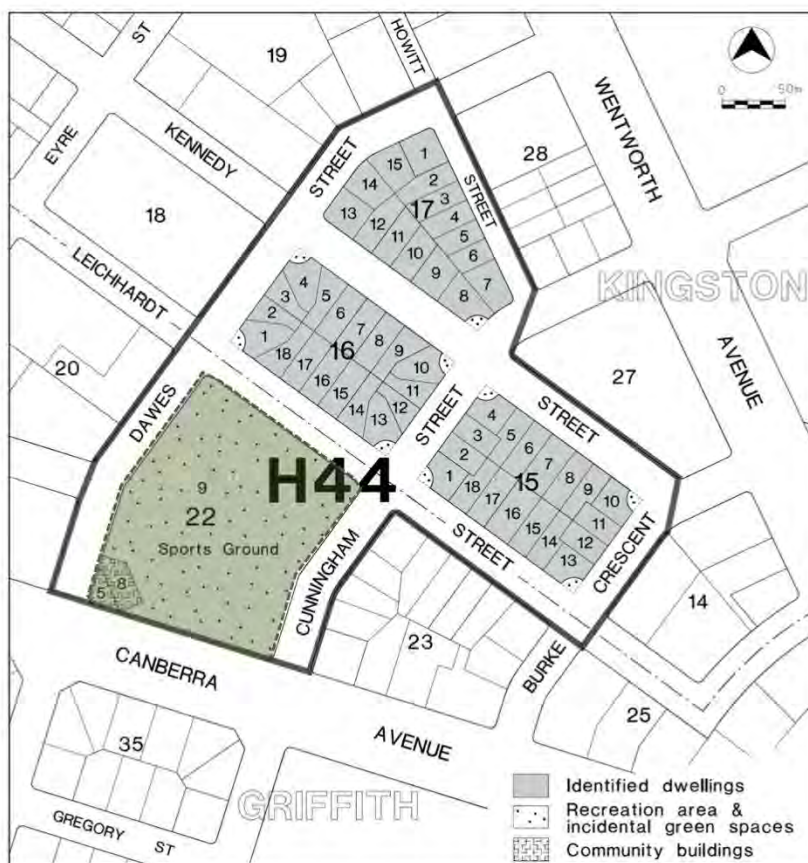 19
HOWITT
ST
0 50m
KENNEDY
WENTWORTH
EYRE
STREET
28
15 1
14 2
STREET
17 3
13 4
12 5
11 6
10 7
9
8
18
LEICHHARDT
KINGSTON
4
3 5
2 6
1 7
16 8
9
18 10
17 11
16 12
15
14
13
20
27
AVENUE
DAWES
STREET
STREET
4
3 5
2 6
1 7
15 8
18 9
17 10
16 11
15 12
14
13
H44
9
22
Sports Ground
STREET
CRESCENT
CUNNINGHAM
14
8
5
23
BURKE
CANBERRA
25
AVENUE
35
GRIFFITH
GREGORY ST
Identified dwellings
Recreation area &
incidental green spaces
Community buildings